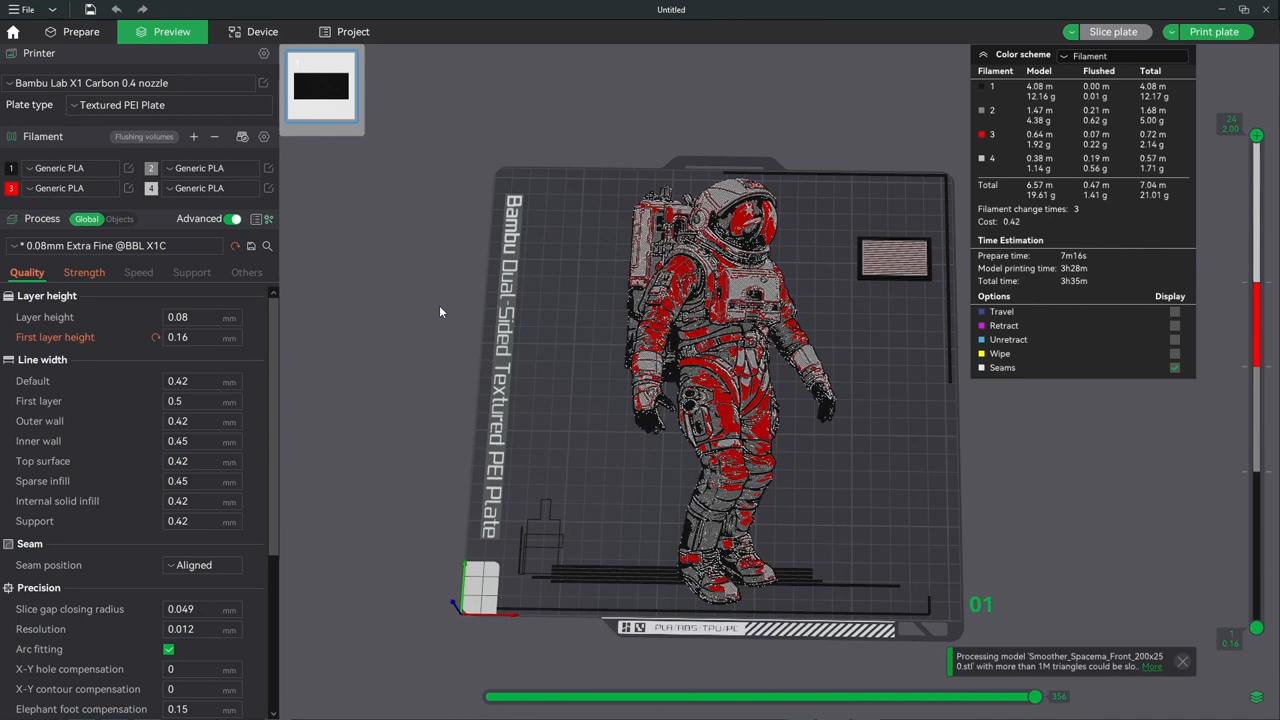 File
Untitled
Prepare
Preview
Device
Project
Slice plate
Print plate
Printer
Bambu Lab X1 Carbon 0.4 nozzle
Plate type
Textured PEI Plate
Filament
Flushing volumes
1 Generic PLA
2 Generic PLA
3 Generic PLA
4 Generic PLA
Process
Global
Objects
Advanced
* 0.08mm Extra Fine @BBL X1C
Quality
Strength
Speed
Support
Others
Layer height
Layer height 0.08 mm
First layer height 0.16 mm
Line width
Default 0.42 mm
First layer 0.5 mm
Outer wall 0.42 mm
Inner wall 0.45 mm
Top surface 0.42 mm
Sparse infill 0.45 mm
Internal solid infill 0.42 mm
Support 0.42 mm
Seam
Seam position Aligned
Precision
Slice gap closing radius 0.049 mm
Resolution 0.012 mm
Arc fitting
X-Y hole compensation 0 mm
X-Y contour compensation 0 mm
Elephant foot compensation 0.15 mm
1
Bambu Dual-Sided Textured PEI Plate
PLA/ABS/TPU/PC
01
Color scheme Filament
Filament Model Flushed Total
1 4.08 m 0.00 m 4.08 m
12.16 g 0.01 g 12.17 g
2 1.47 m 0.21 m 1.68 m
4.38 g 0.62 g 5.00 g
3 0.64 m 0.07 m 0.72 m
1.92 g 0.22 g 2.14 g
4 0.38 m 0.19 m 0.57 m
1.14 g 0.56 g 1.71 g
Total 6.57 m 0.47 m 7.04 m
19.61 g 1.41 g 21.01 g
Filament change times: 3
Cost: 0.42
Time Estimation
Prepare time: 7m16s
Model printing time: 3h28m
Total time: 3h35m
Options Display
Travel
Retract
Unretract
Wipe
Seams
24
2.00
1
0.16
Processing model 'Smoother_Spacema_Front_200x25
0.stl' with more than 1M triangles could be slo.. More
356